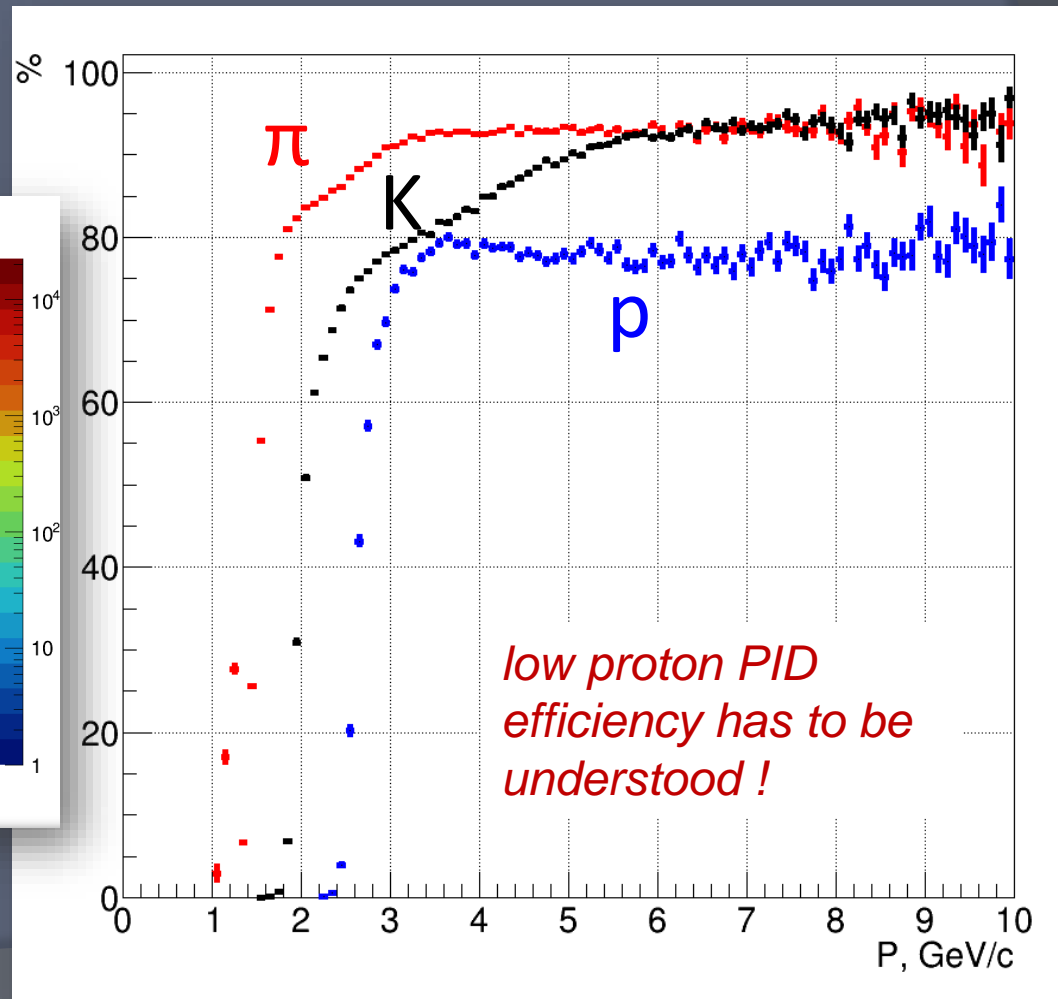 %
100
80
60
40
20
0
π
K
p
low proton PID
efficiency has to be
understood !
0 1 2 3 4 5 6 7 8 9 10
P, GeV/c
10⁴
10³
10²
10
1